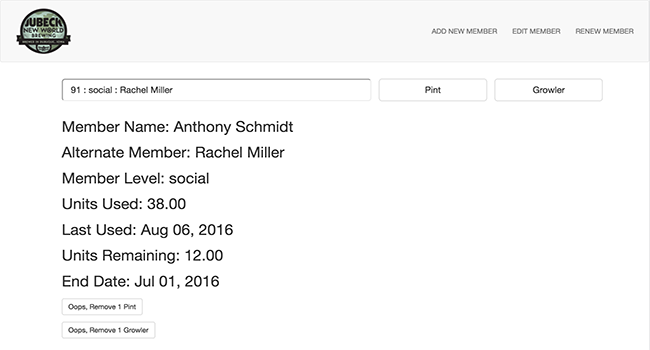 JUBECK
NEW WORLD
BREWING
ADD NEW MEMBER EDIT MEMBER RENEW MEMBER
91 : social : Rachel Miller Pint Growler
Member Name: Anthony Schmidt
Alternate Member: Rachel Miller
Member Level: social
Units Used: 38.00
Last Used: Aug 06, 2016
Units Remaining: 12.00
End Date: Jul 01, 2016
Oops, Remove 1 Pint
Oops, Remove 1 Growler